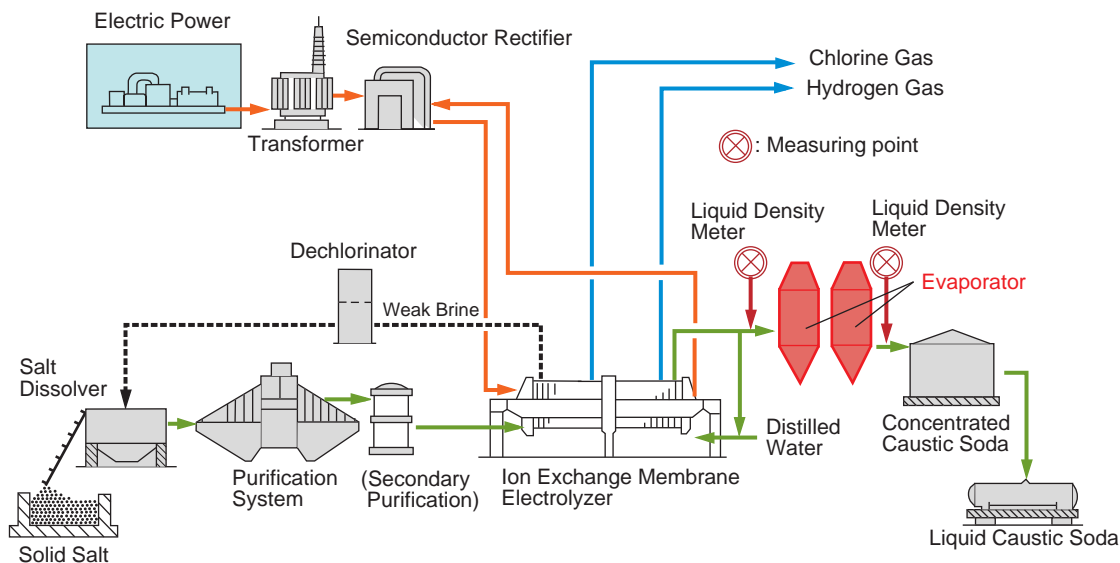 Electric Power
Semiconductor Rectifier
Chlorine Gas
Hydrogen Gas
Transformer
: Measuring point
Liquid Density
Meter
Liquid Density
Meter
Dechlorinator
Evaporator
Weak Brine
Salt
Dissolver
Distilled
Water
Concentrated
Caustic Soda
Purification
System
(Secondary
Purification)
Ion Exchange Membrane
Electrolyzer
Solid Salt
Liquid Caustic Soda